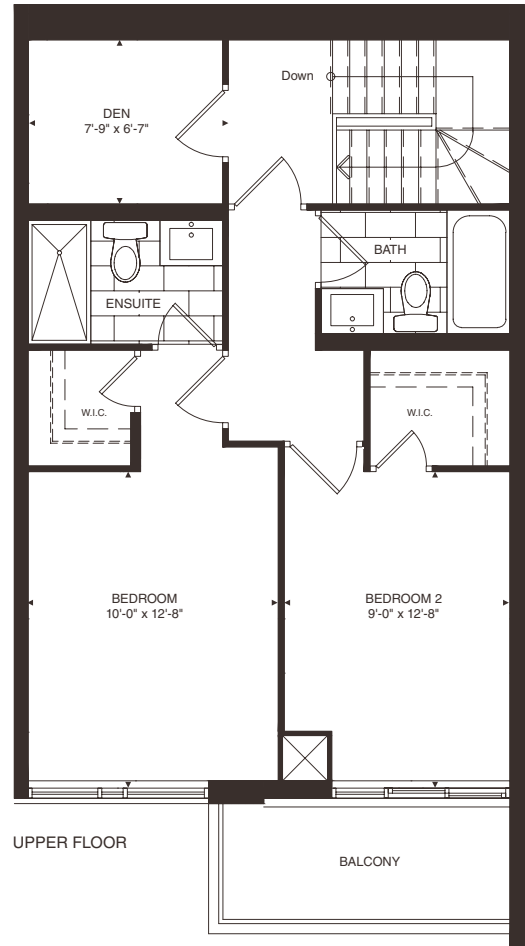 Down
DEN
7'-9" x 6'-7"
BATH
ENSUITE
W.I.C.
W.I.C.
BEDROOM
10'-0" x 12'-8"
BEDROOM 2
9'-0" x 12'-8"
UPPER FLOOR
BALCONY